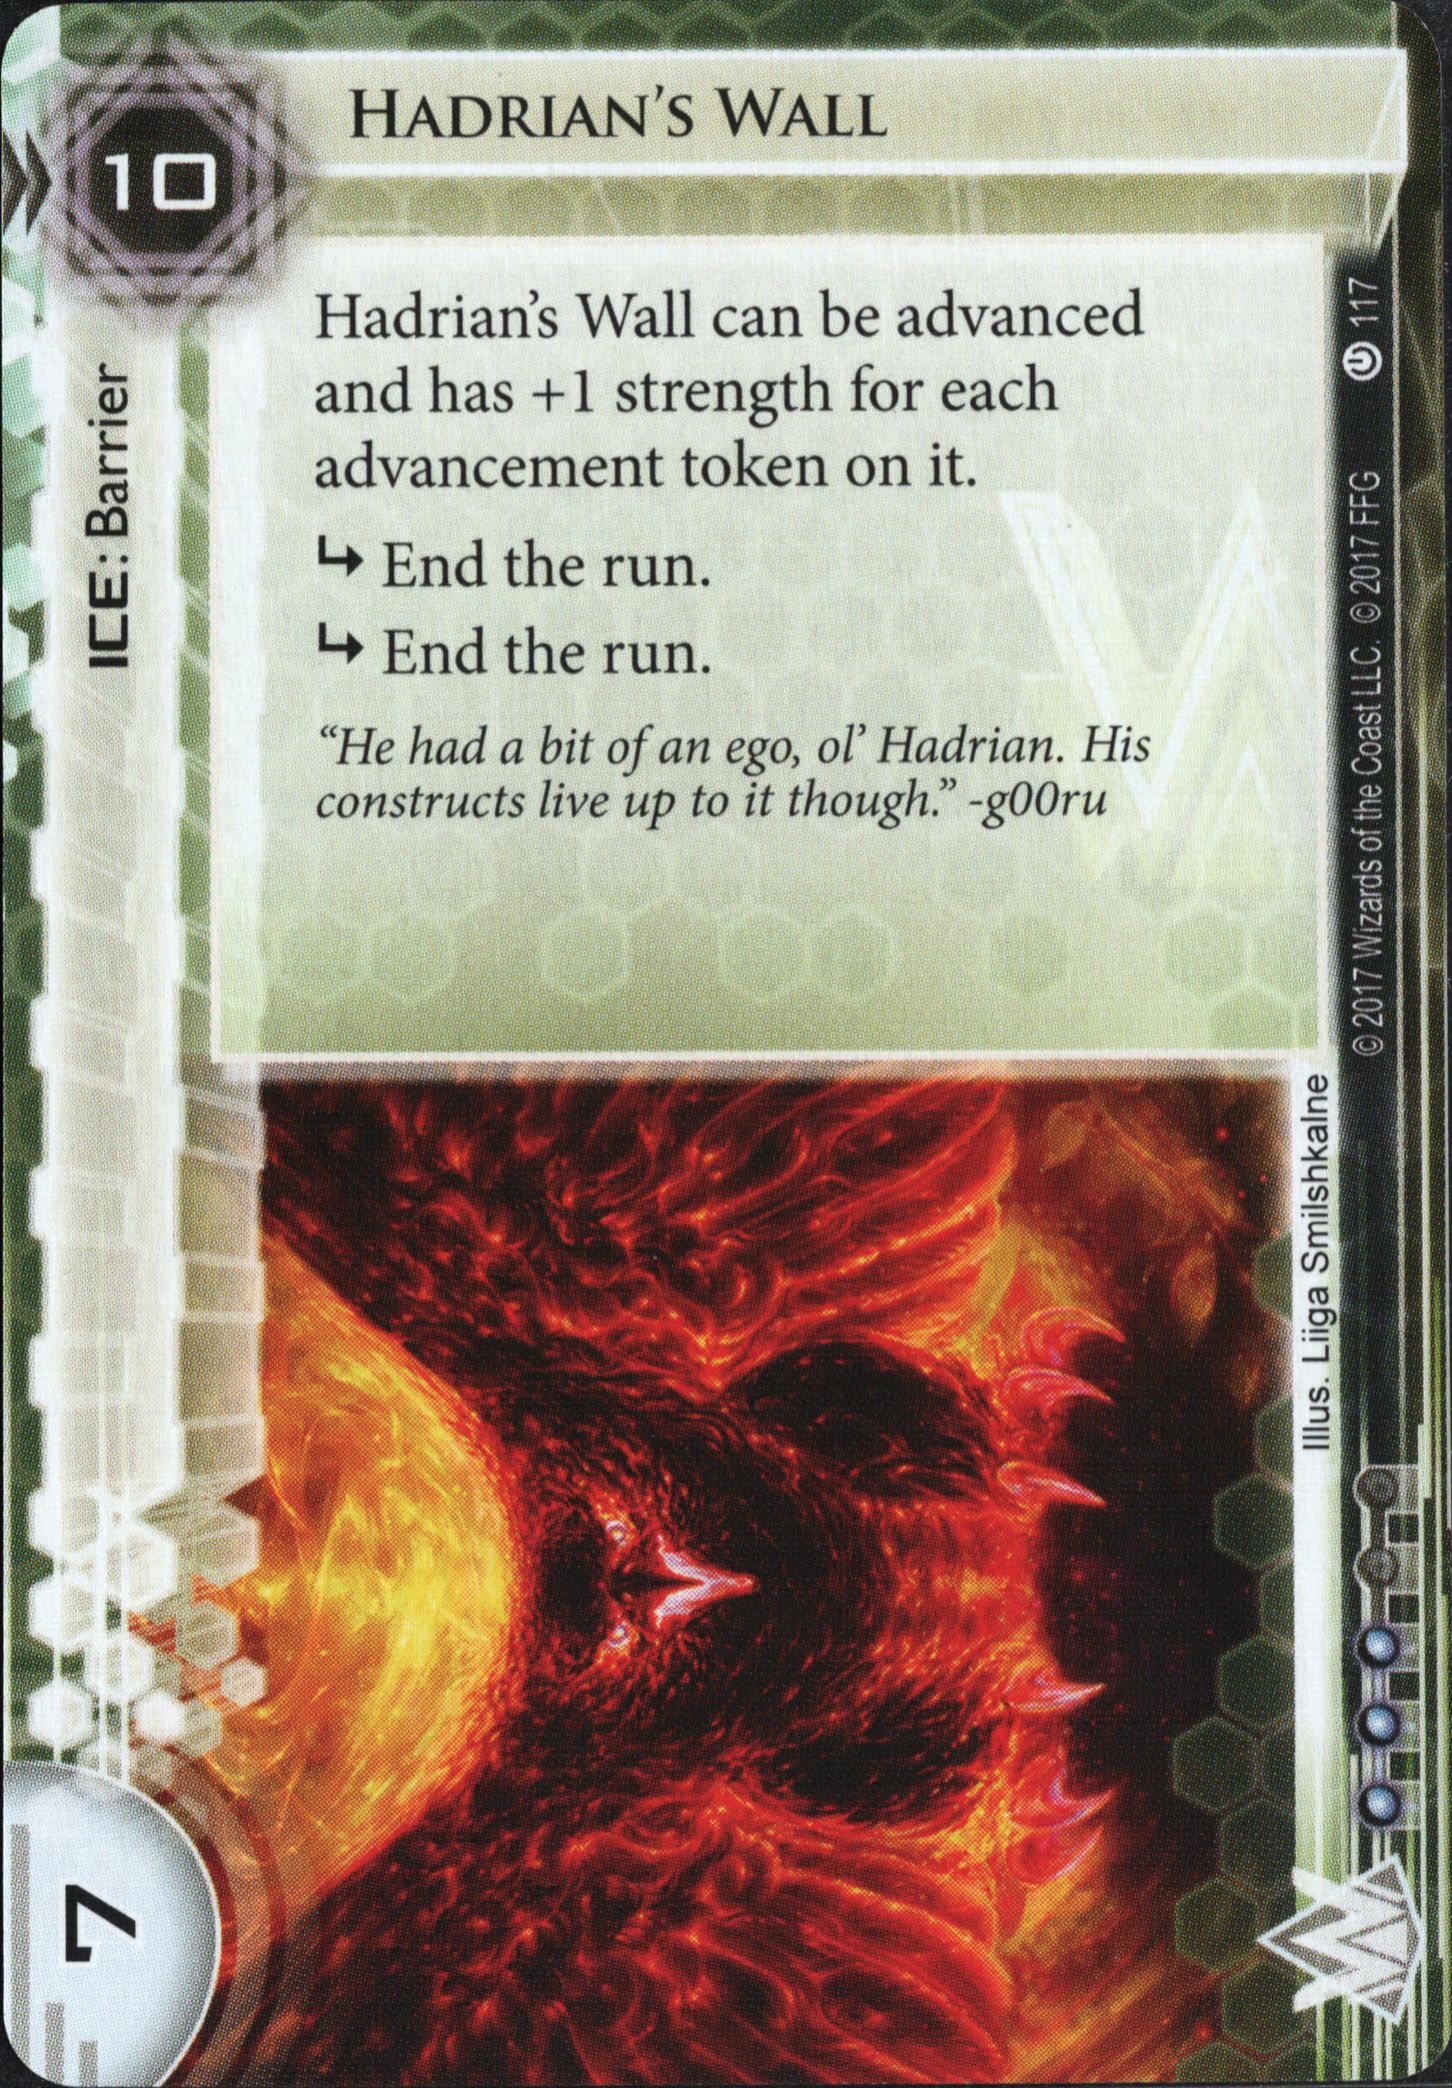 10
HADRIAN'S WALL
ICE: Barrier
Hadrian's Wall can be advanced
and has +1 strength for each
advancement token on it.
End the run.
End the run.
“He had a bit of an ego, ol’ Hadrian. His
constructs live up to it though.” -g00ru
7
Illus. Liiga Smilshkalne
© 2017 Wizards of the Coast LLC. © 2017 FFG 117